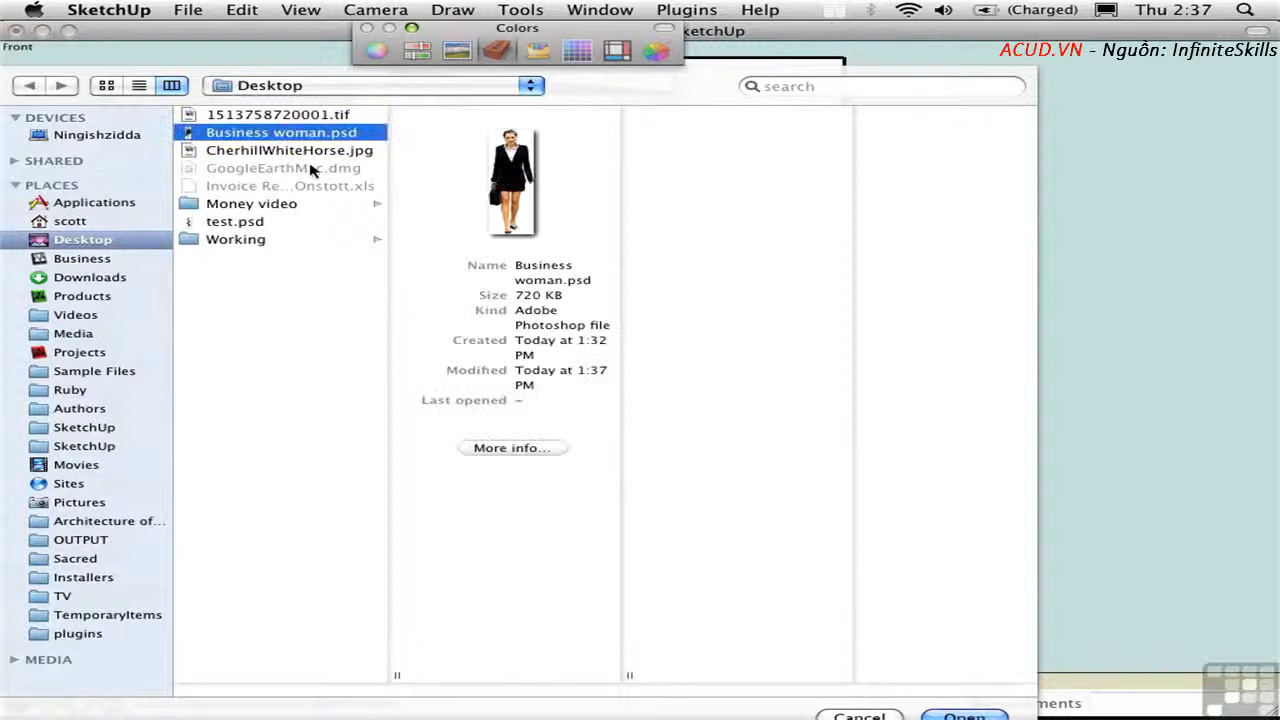 SketchUp File Edit View Camera Draw Tools Window Plugins Help (Charged) Thu 2:37
Colors
ketchUp
Front
ACUD.VN - Nguồn: InfiniteSkills
Desktop
search
DEVICES
Ningishzidda
SHARED
PLACES
Applications
scott
Desktop
Business
Downloads
Products
Videos
Media
Projects
Sample Files
Ruby
Authors
SketchUp
SketchUp
Movies
Sites
Pictures
Architecture of...
OUTPUT
Sacred
Installers
TV
TemporaryItems
plugins
MEDIA
1513758720001.tif
Business woman.psd
CherhillWhiteHorse.jpg
GoogleEarthMac.dmg
Invoice Re...Onstott.xls
Money video
test.psd
Working
Name Business
woman.psd
Size 720 KB
Kind Adobe
Photoshop file
Created Today at 1:32
PM
Modified Today at 1:37
PM
Last opened –
More info...
ments
Cancel
Open